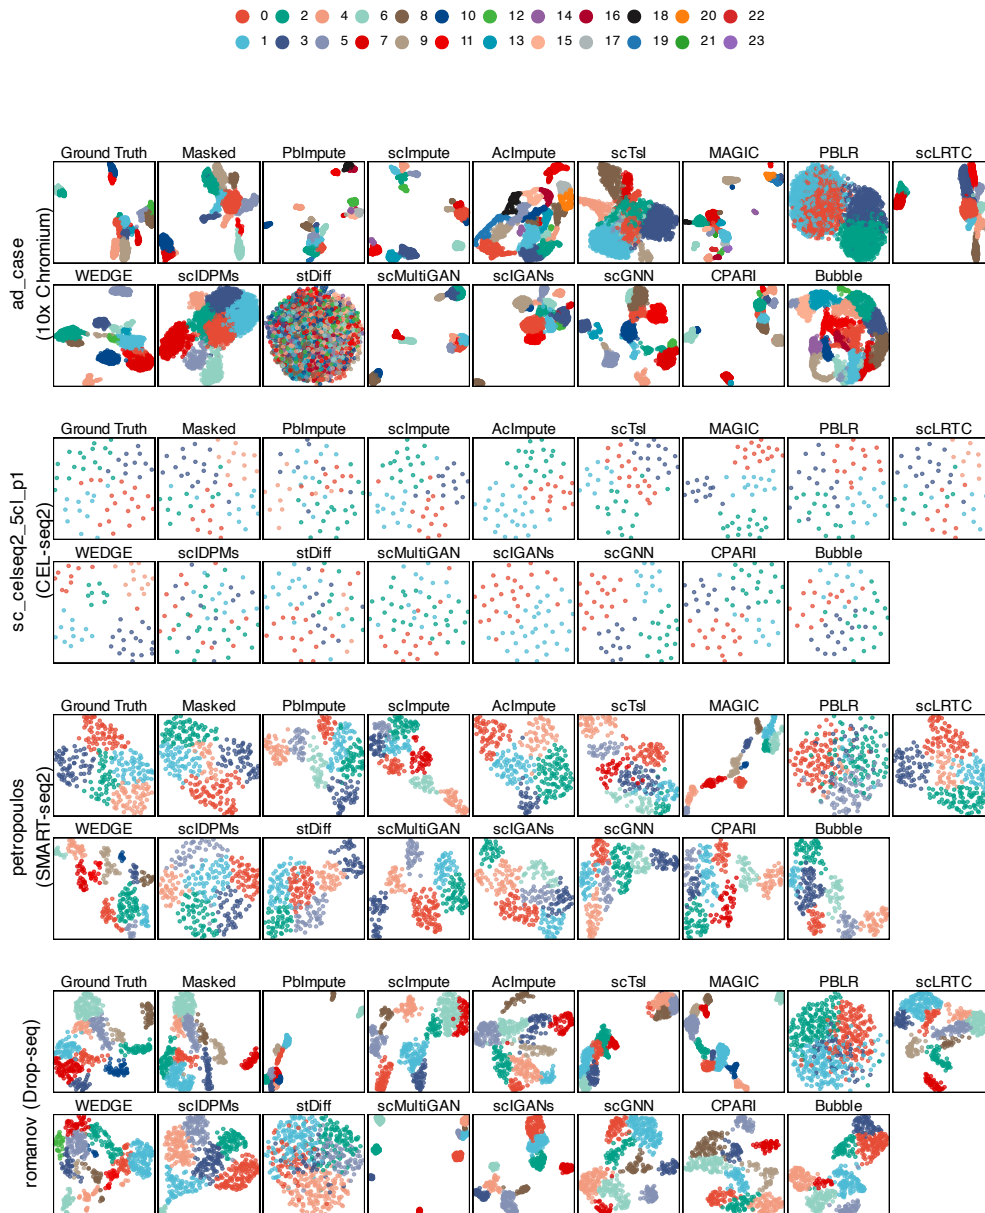 0 2 4 6 8 10 12 14 16 18 20 22
1 3 5 7 9 11 13 15 17 19 21 23
ad_case
(10x Chromium)
Ground Truth Masked PbImpute scImpute AcImpute scTsI MAGIC PBLR scLRTC
WEDGE scIDPMs stDiff scMultiGAN scIGANs scGNN CPARI Bubble
sc_celseq2_5cl_p1
(CEL-seq2)
Ground Truth Masked PbImpute scImpute AcImpute scTsI MAGIC PBLR scLRTC
WEDGE scIDPMs stDiff scMultiGAN scIGANs scGNN CPARI Bubble
petropoulos
(SMART-seq2)
Ground Truth Masked PbImpute scImpute AcImpute scTsI MAGIC PBLR scLRTC
WEDGE scIDPMs stDiff scMultiGAN scIGANs scGNN CPARI Bubble
romanov (Drop-seq)
Ground Truth Masked PbImpute scImpute AcImpute scTsI MAGIC PBLR scLRTC
WEDGE scIDPMs stDiff scMultiGAN scIGANs scGNN CPARI Bubble